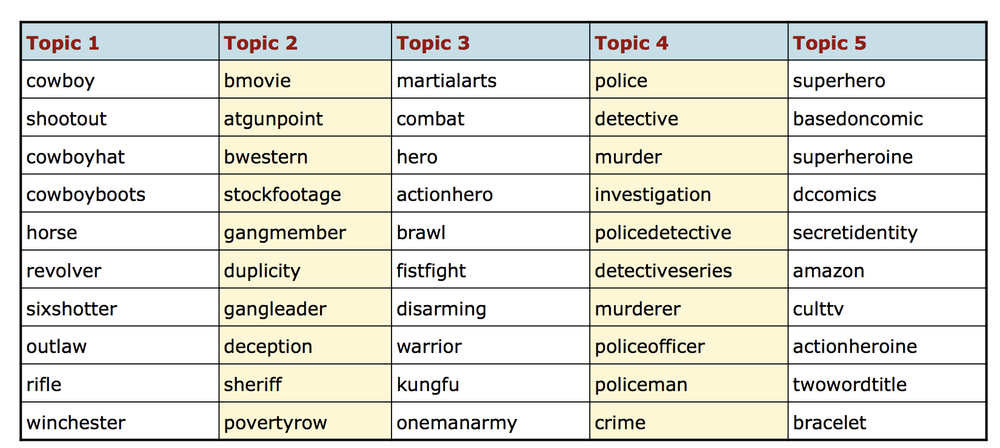 Topic 1 Topic 2 Topic 3 Topic 4 Topic 5
cowboy bmovie martialarts police superhero
shootout atgunpoint combat detective basedoncomic
cowboyhat bwestern hero murder superheroine
cowboyboots stockfootage actionhero investigation dccomics
horse gangmember brawl policedetective secretidentity
revolver duplicity fistfight detectiveseries amazon
sixshotter gangleader disarming murderer culttv
outlaw deception warrior policeofficer actionheroine
rifle sheriff kungfu policeman twowordtitle
winchester povertyrow onemanarmy crime bracelet